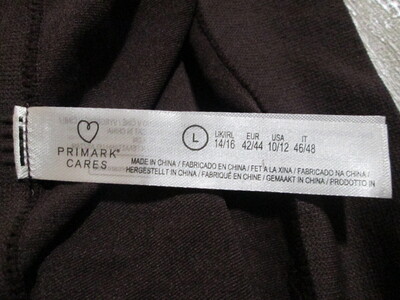 PRIMARK®
CARES
L
UK/IRL EUR USA IT
14/16 42/44 10/12 46/48
MADE IN CHINA / FABRICADO EN CHINA / FET A LA XINA / FABRICADO NA CHINA /
HERGESTELLT IN CHINA / FABRIQUÉ EN CHINE / GEMAAKT IN CHINA / PRODOTTO IN